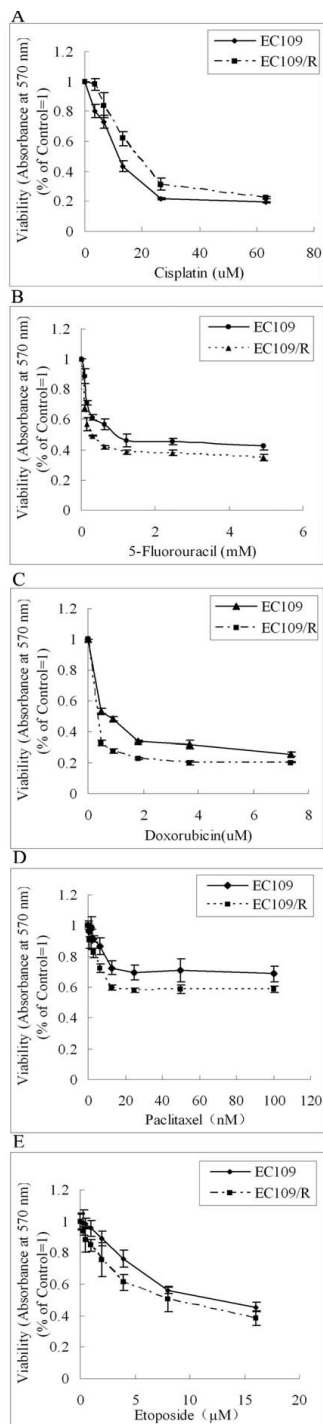 A
Viability (Absorbance at 570 nm)
(% of Control=1)
1.2
1
0.8
0.6
0.4
0.2
0
EC109
EC109/R
0 20 40 60 80
Cisplatin (uM)
B
Viability (Absorbance at 570 nm)
(% of Control=1)
1.2
1
0.8
0.6
0.4
0.2
0
EC109
EC109/R
0 2 4 6
5-Fluorouracil (mM)
C
Viability (Absorbance at 570 nm)
(% of Control=1)
1.2
1
0.8
0.6
0.4
0.2
0
EC109
EC109/R
0 2 4 6 8
Doxorubicin(uM)
D
Viability (Absorbance at 570 nm)
(% of Control=1)
1.2
1
0.8
0.6
0.4
0.2
0
EC109
EC109/R
0 20 40 60 80 100 120
Paclitaxel（nM）
E
Viability (Absorbance at 570 nm)
(% of Control=1)
1.2
1
0.8
0.6
0.4
0.2
0
EC109
EC109/R
0 5 10 15 20
Etoposide（μM）